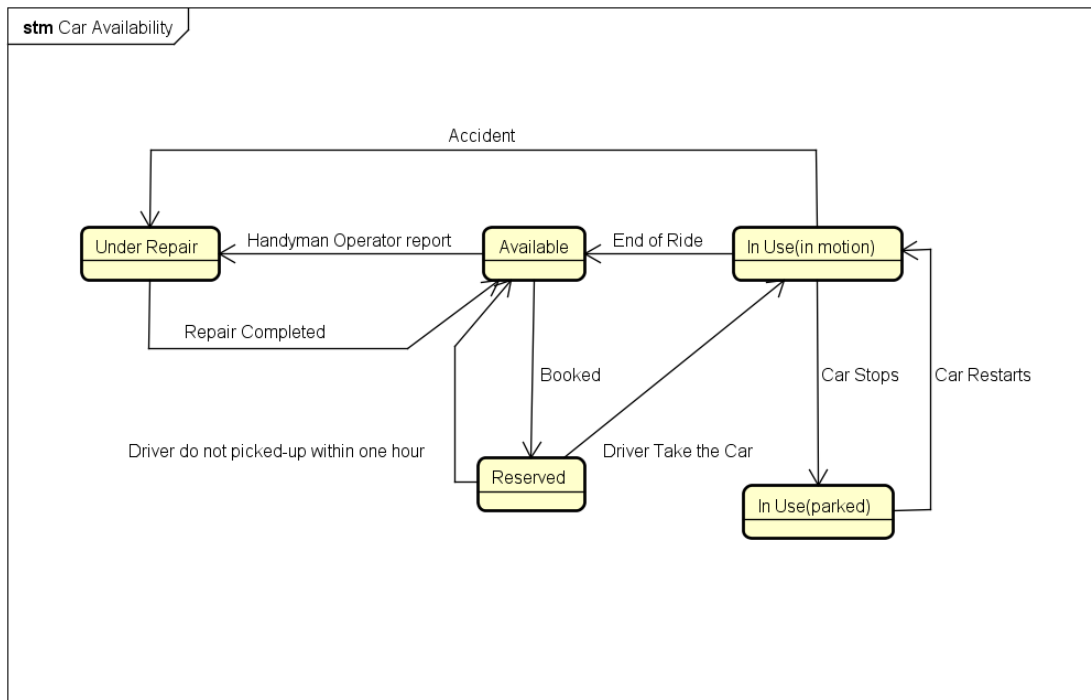 stm Car Availability
Accident
Under Repair
Handyman Operator report
Available
End of Ride
In Use(in motion)
Repair Completed
Booked
Car Stops
Car Restarts
Driver do not picked-up within one hour
Driver Take the Car
Reserved
In Use(parked)